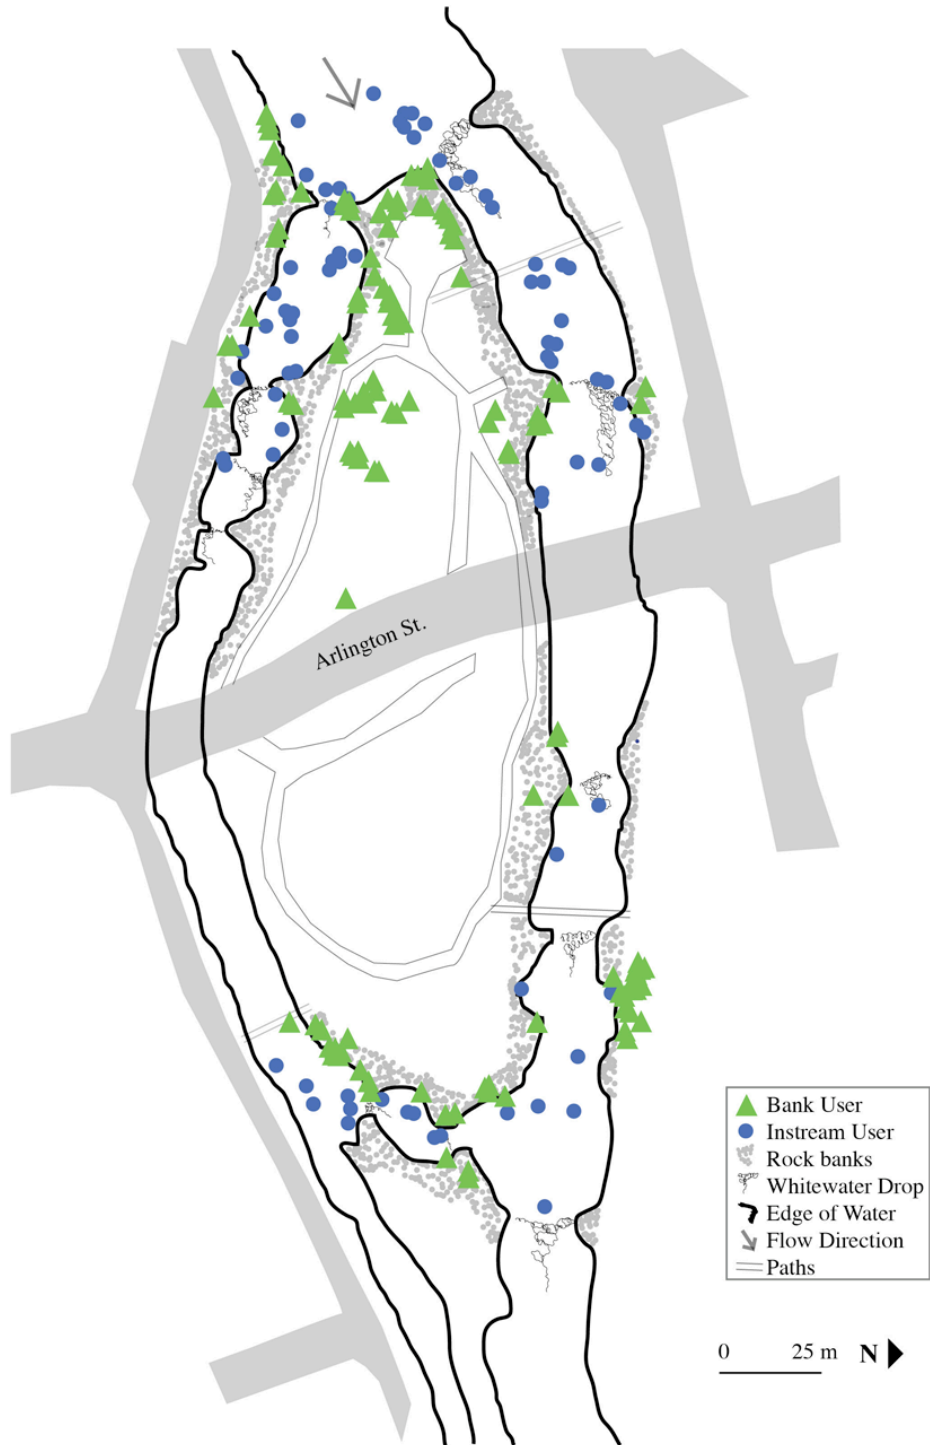 Arlington St.
Bank User
Instream User
Rock banks
Whitewater Drop
Edge of Water
Flow Direction
Paths
0 25 m N